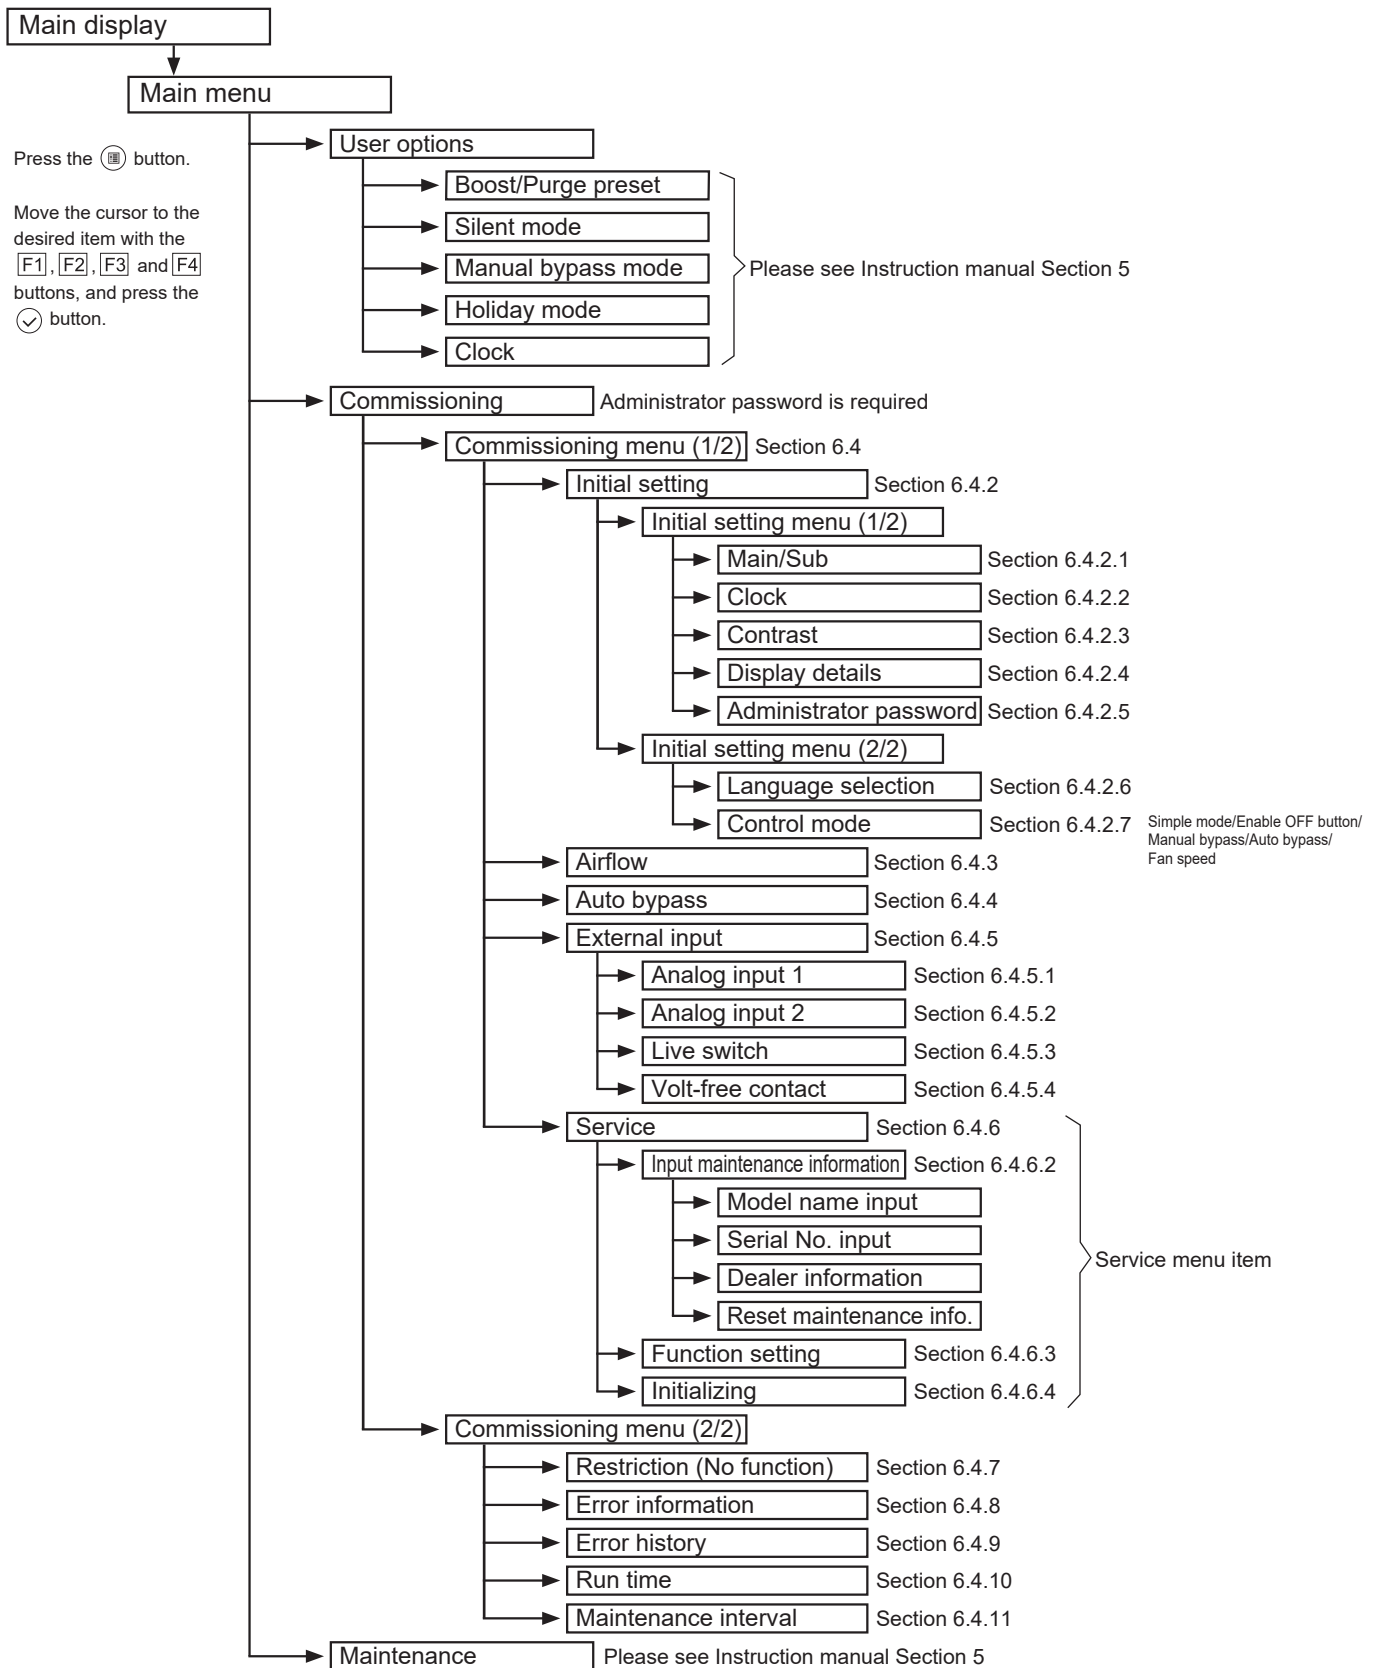 Main display
Main menu
Press the button.
Move the cursor to the
desired item with the
F1, F2, F3 and F4
buttons, and press the
button.
User options
Boost/Purge preset
Silent mode
Manual bypass mode
Holiday mode
Clock
Please see Instruction manual Section 5
Commissioning Administrator password is required
Commissioning menu (1/2) Section 6.4
Initial setting Section 6.4.2
Initial setting menu (1/2)
Main/Sub Section 6.4.2.1
Clock Section 6.4.2.2
Contrast Section 6.4.2.3
Display details Section 6.4.2.4
Administrator password Section 6.4.2.5
Initial setting menu (2/2)
Language selection Section 6.4.2.6
Control mode Section 6.4.2.7
Simple mode/Enable OFF button/
Manual bypass/Auto bypass/
Fan speed
Airflow Section 6.4.3
Auto bypass Section 6.4.4
External input Section 6.4.5
Analog input 1 Section 6.4.5.1
Analog input 2 Section 6.4.5.2
Live switch Section 6.4.5.3
Volt-free contact Section 6.4.5.4
Service Section 6.4.6
Input maintenance information Section 6.4.6.2
Model name input
Serial No. input
Dealer information
Reset maintenance info.
Function setting Section 6.4.6.3
Initializing Section 6.4.6.4
Service menu item
Commissioning menu (2/2)
Restriction (No function) Section 6.4.7
Error information Section 6.4.8
Error history Section 6.4.9
Run time Section 6.4.10
Maintenance interval Section 6.4.11
Maintenance Please see Instruction manual Section 5